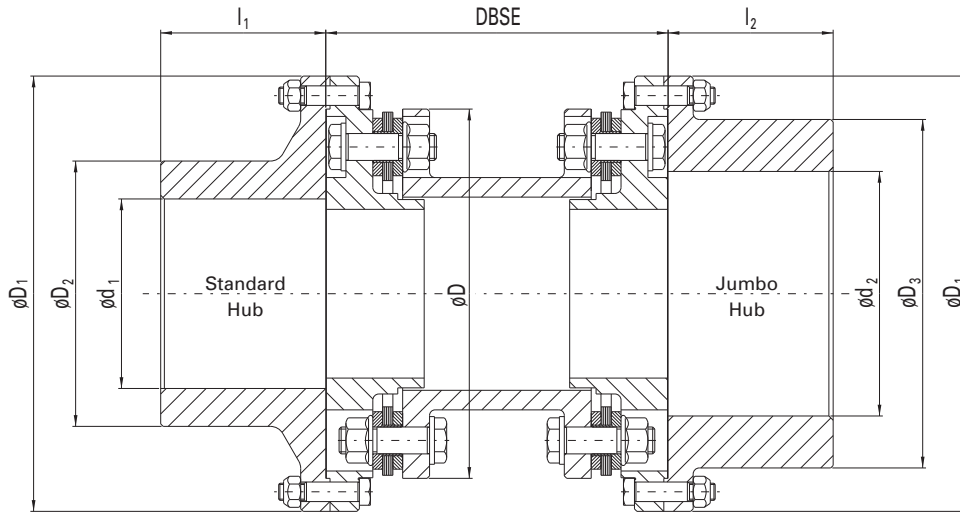 l₁
DBSE
l₂
øD₁
øD₂
ød₁
Standard
Hub
øD
Jumbo
Hub
ød₂
øD₃
øD₁